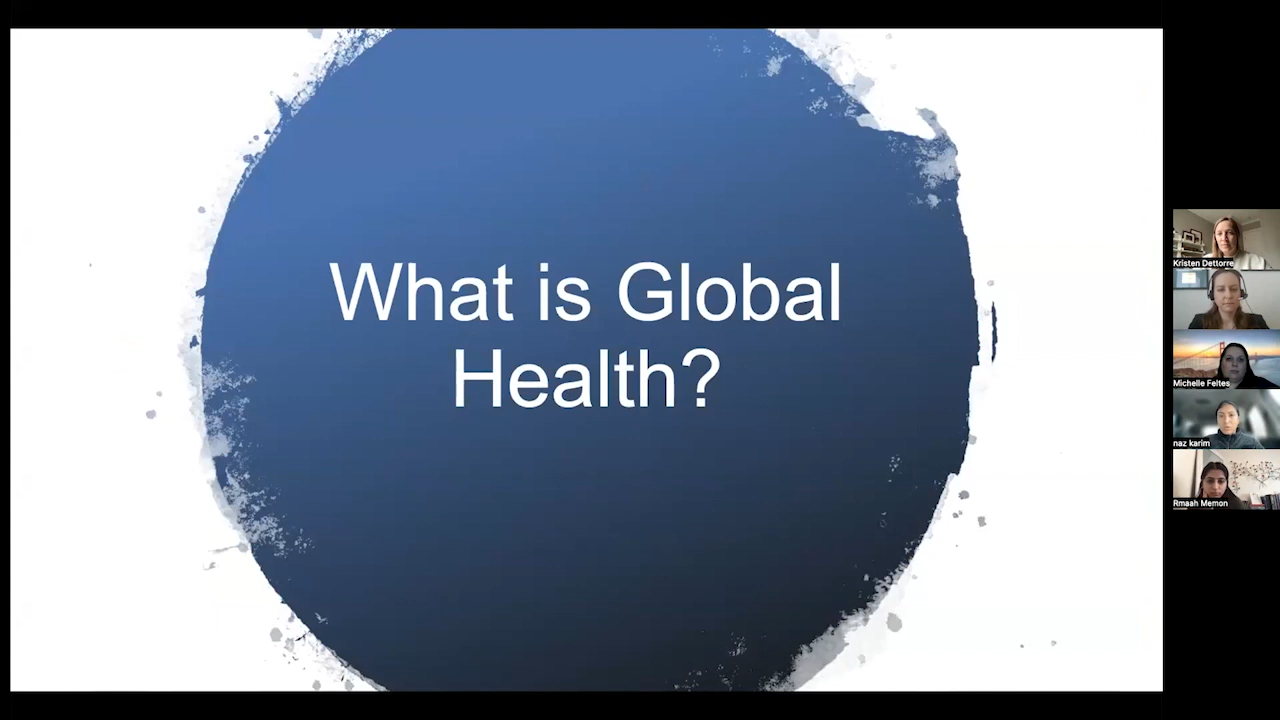 What is Global
Health?
Kristen Dettorre
Michelle Feltes
naz karim
Rmaah Memon